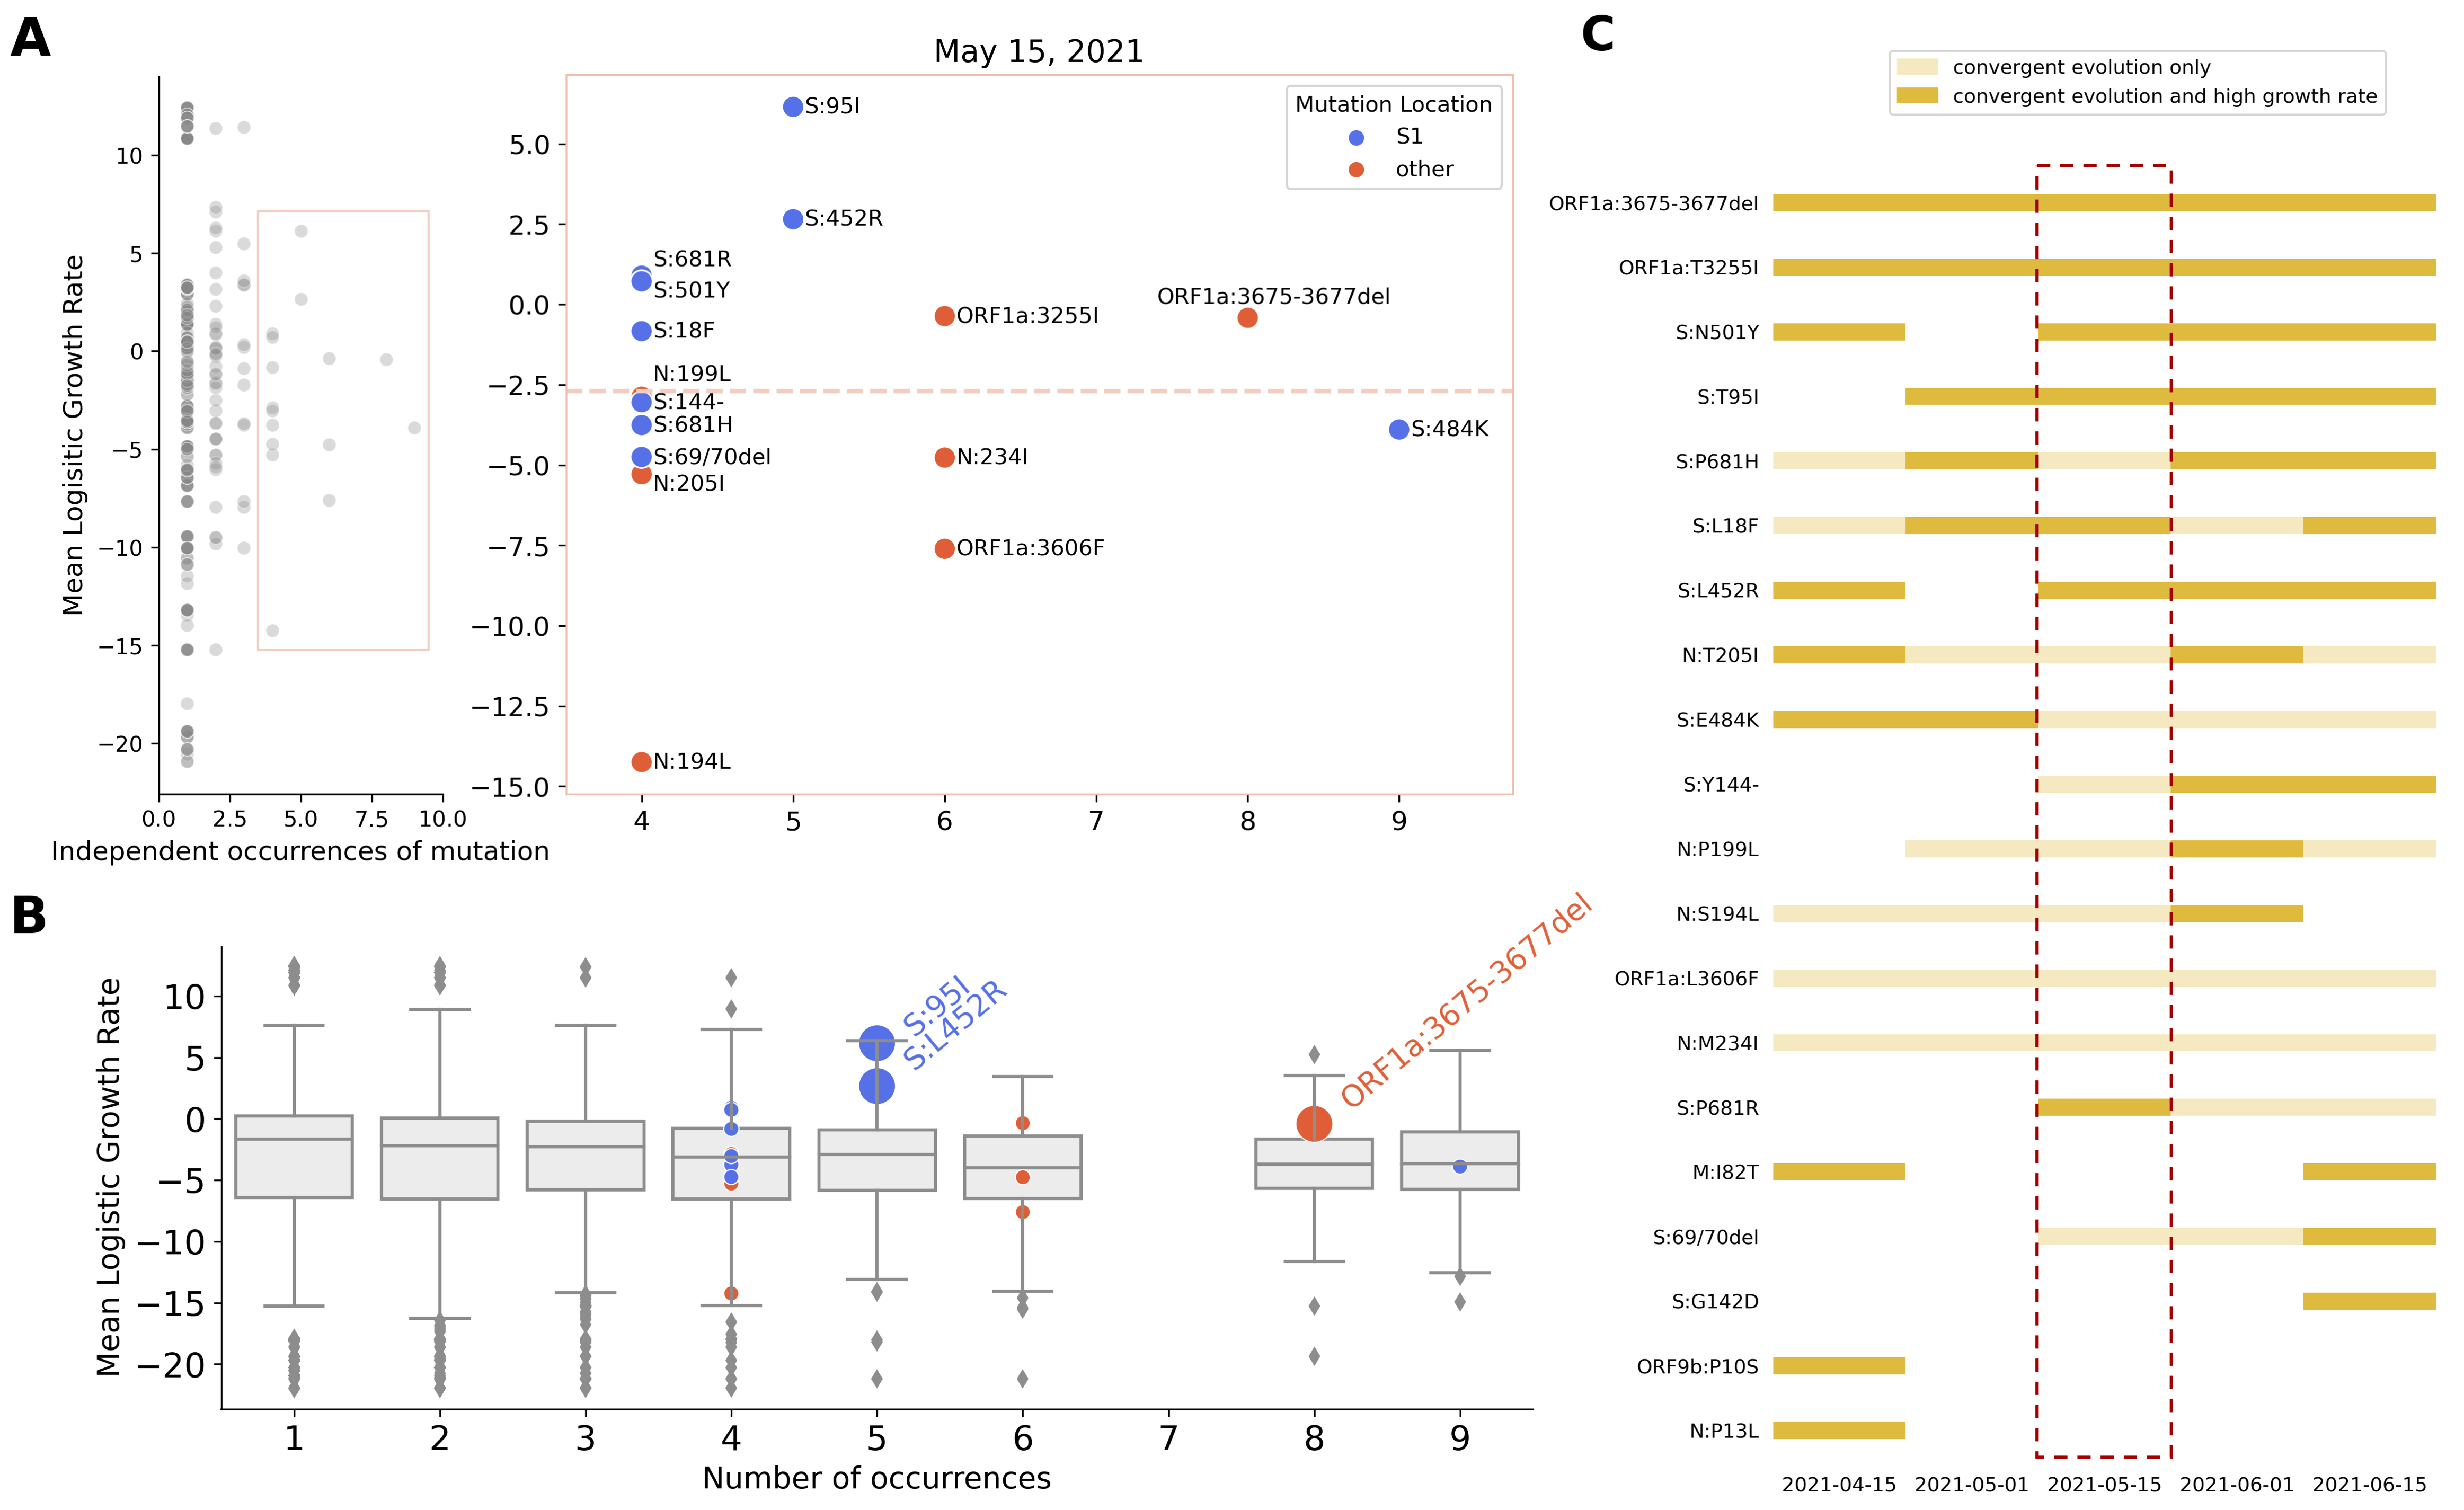 A
Mean Logisitic Growth Rate
10
5
0
−5
−10
−15
−20
0.0 2.5 5.0 7.5 10.0
Independent occurrences of mutation
May 15, 2021
5.0
2.5
0.0
−2.5
−5.0
−7.5
−10.0
−12.5
−15.0
4 5 6 7 8 9
Mutation Location
S1
other
S:95I
S:452R
S:681R
S:501Y
S:18F
N:199L
S:144-
S:681H
S:69/70del
N:205I
N:194L
ORF1a:3255I
N:234I
ORF1a:3606F
ORF1a:3675-3677del
S:484K
B
Mean Logistic Growth Rate
10
5
0
−5
−10
−15
−20
S:95I
S:L452R
ORF1a:3675-3677del
1 2 3 4 5 6 7 8 9
Number of occurrences
C
convergent evolution only
convergent evolution and high growth rate
ORF1a:3675-3677del
ORF1a:T3255I
S:N501Y
S:T95I
S:P681H
S:L18F
S:L452R
N:T205I
S:E484K
S:Y144-
N:P199L
N:S194L
ORF1a:L3606F
N:M234I
S:P681R
M:I82T
S:69/70del
S:G142D
ORF9b:P10S
N:P13L
2021-04-15 2021-05-01 2021-05-15 2021-06-01 2021-06-15